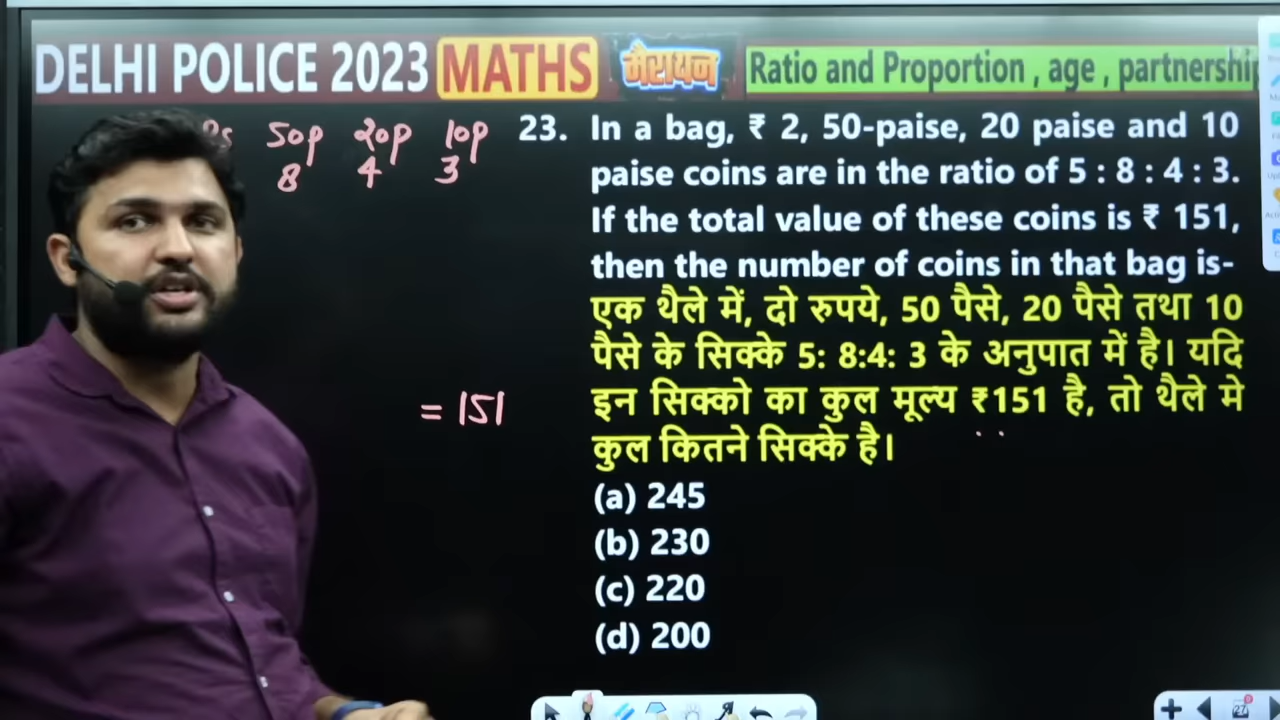 DELHI POLICE 2023 MATHS मैराथन Ratio and Proportion , age , partnership
50p 20p 10p
8 4 3
= 151
23. In a bag, ₹ 2, 50-paise, 20 paise and 10
paise coins are in the ratio of 5 : 8 : 4 : 3.
If the total value of these coins is ₹ 151,
then the number of coins in that bag is-
एक थैले में, दो रुपये, 50 पैसे, 20 पैसे तथा 10
पैसे के सिक्के 5: 8:4: 3 के अनुपात में है। यदि
इन सिक्को का कुल मूल्य ₹151 है, तो थैले मे
कुल कितने सिक्के है।
(a) 245
(b) 230
(c) 220
(d) 200